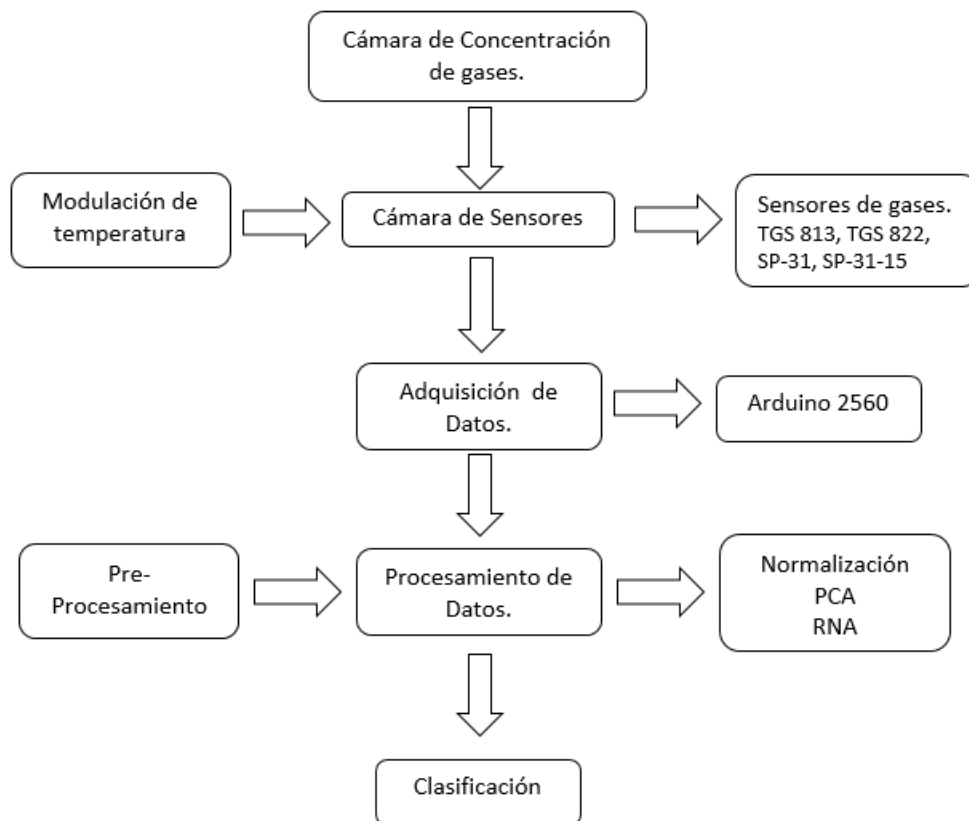 Cámara de Concentración
de gases.
Modulación de
temperatura
Cámara de Sensores
Sensores de gases.
TGS 813, TGS 822,
SP-31, SP-31-15
Adquisición de
Datos.
Arduino 2560
Pre-
Procesamiento
Procesamiento de
Datos.
Normalización
PCA
RNA
Clasificación